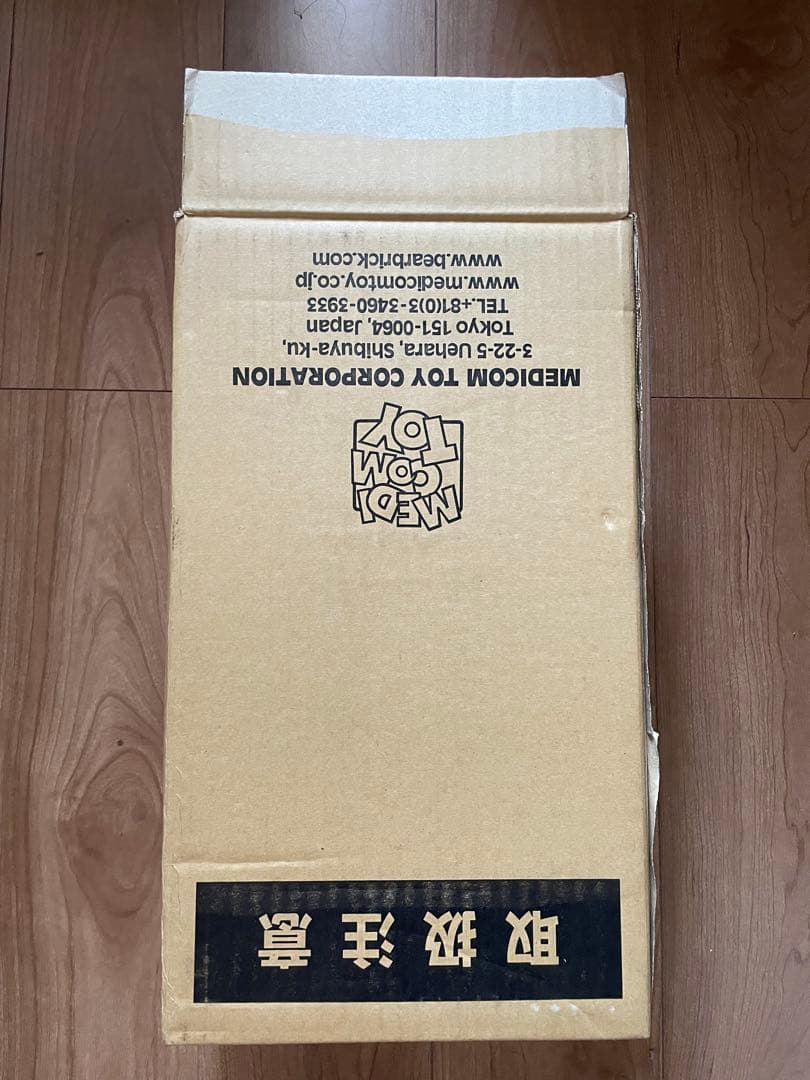 取扱注意
MEDI
COM
TOY
MEDICOM TOY CORPORATION
3-22-5 Uehara, Shibuya-ku,
Tokyo 151-0064, Japan
TEL.+81(0)3-3460-3933
www.medicomtoy.co.jp
www.bearbrick.com